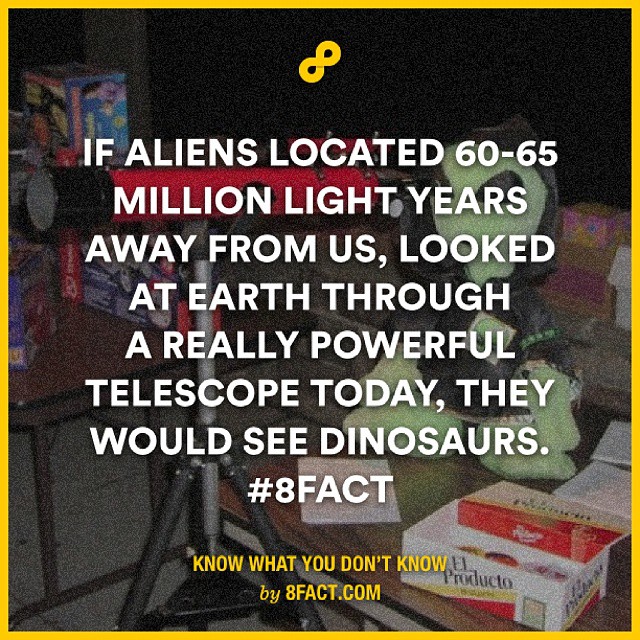 IF ALIENS LOCATED 60-65
MILLION LIGHT YEARS
AWAY FROM US, LOOKED
AT EARTH THROUGH
A REALLY POWERFUL
TELESCOPE TODAY, THEY
WOULD SEE DINOSAURS.
#8FACT
KNOW WHAT YOU DON'T KNOW
by 8FACT.COM
El
Producto